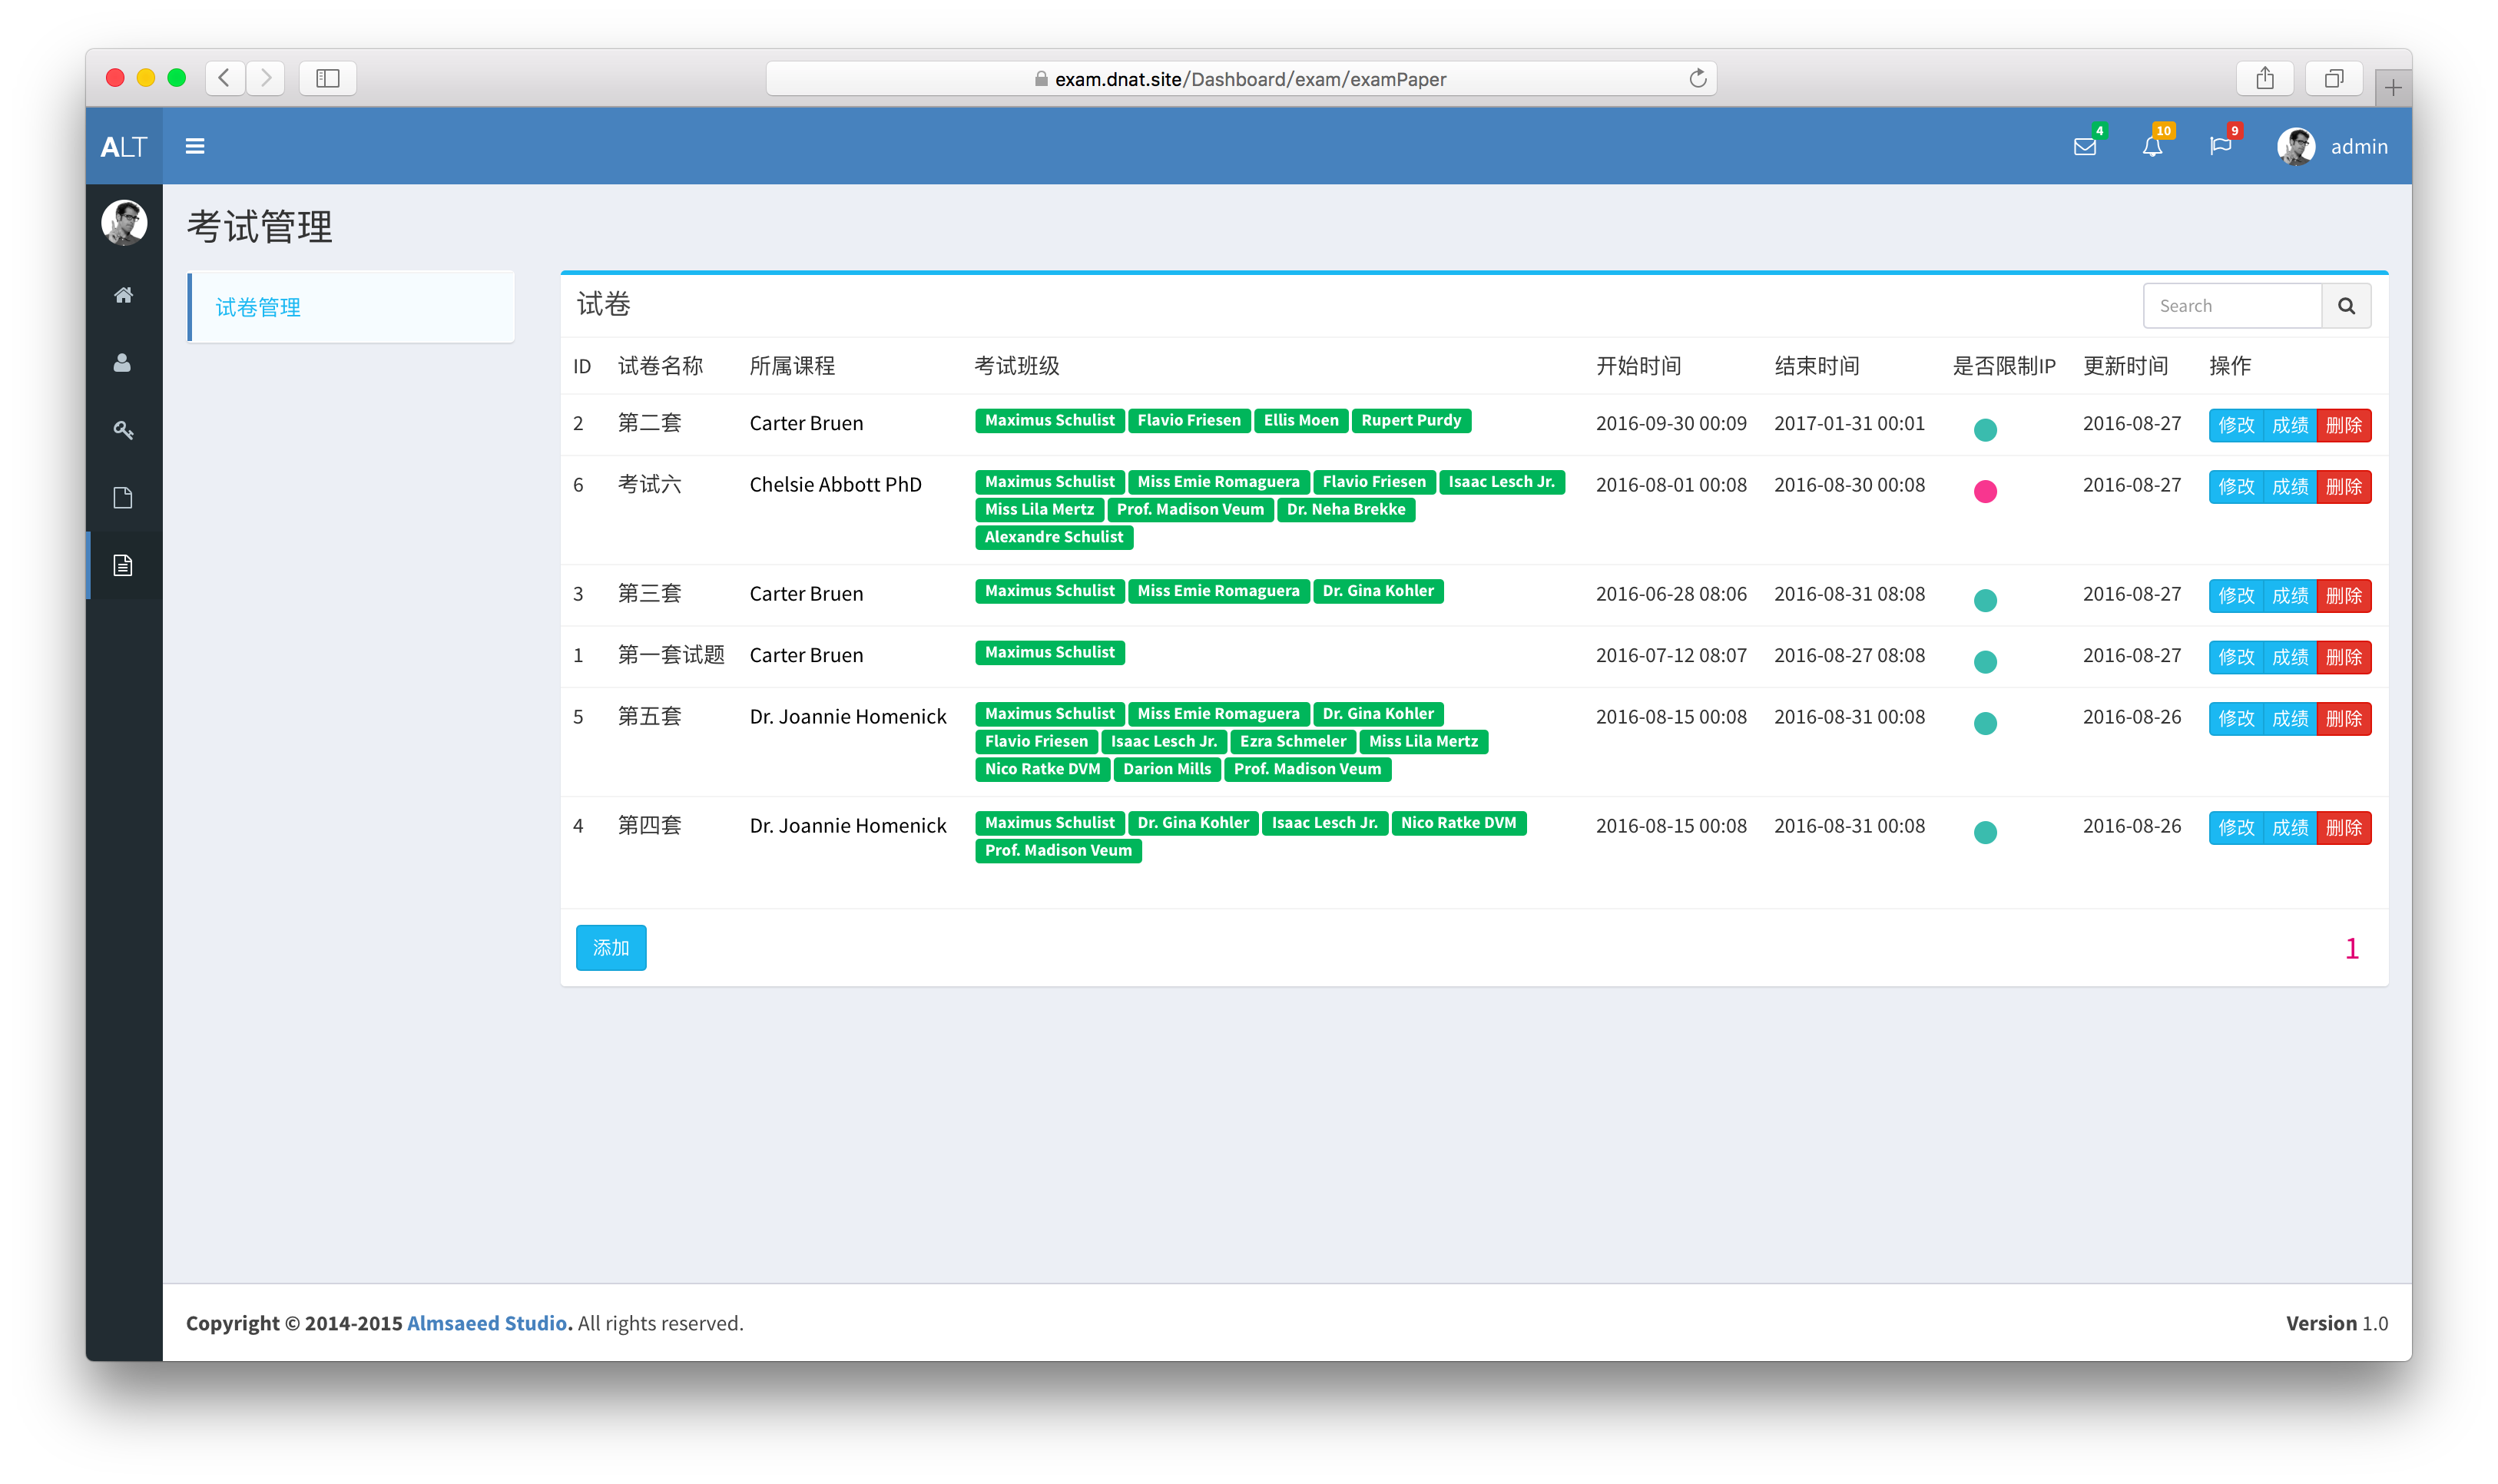 exam.dnat.site/Dashboard/exam/examPaper
ALT 4 10 9 admin
考试管理
试卷管理
试卷 Search
ID 试卷名称 所属课程 考试班级 开始时间 结束时间 是否限制IP 更新时间 操作
2 第二套 Carter Bruen Maximus Schulist Flavio Friesen Ellis Moen Rupert Purdy 2016-09-30 00:09 2017-01-31 00:01 2016-08-27 修改 成绩 删除
6 考试六 Chelsie Abbott PhD Maximus Schulist Miss Emie Romaguera Flavio Friesen Isaac Lesch Jr. 2016-08-01 00:08 2016-08-30 00:08 2016-08-27 修改 成绩 删除
Miss Lila Mertz Prof. Madison Veum Dr. Neha Brekke
Alexandre Schulist
3 第三套 Carter Bruen Maximus Schulist Miss Emie Romaguera Dr. Gina Kohler 2016-06-28 08:06 2016-08-31 08:08 2016-08-27 修改 成绩 删除
1 第一套试题 Carter Bruen Maximus Schulist 2016-07-12 08:07 2016-08-27 08:08 2016-08-27 修改 成绩 删除
5 第五套 Dr. Joannie Homenick Maximus Schulist Miss Emie Romaguera Dr. Gina Kohler 2016-08-15 00:08 2016-08-31 00:08 2016-08-26 修改 成绩 删除
Flavio Friesen Isaac Lesch Jr. Ezra Schmeler Miss Lila Mertz
Nico Ratke DVM Darion Mills Prof. Madison Veum
4 第四套 Dr. Joannie Homenick Maximus Schulist Dr. Gina Kohler Isaac Lesch Jr. Nico Ratke DVM 2016-08-15 00:08 2016-08-31 00:08 2016-08-26 修改 成绩 删除
Prof. Madison Veum
添加 1
Copyright © 2014-2015 Almsaeed Studio. All rights reserved. Version 1.0